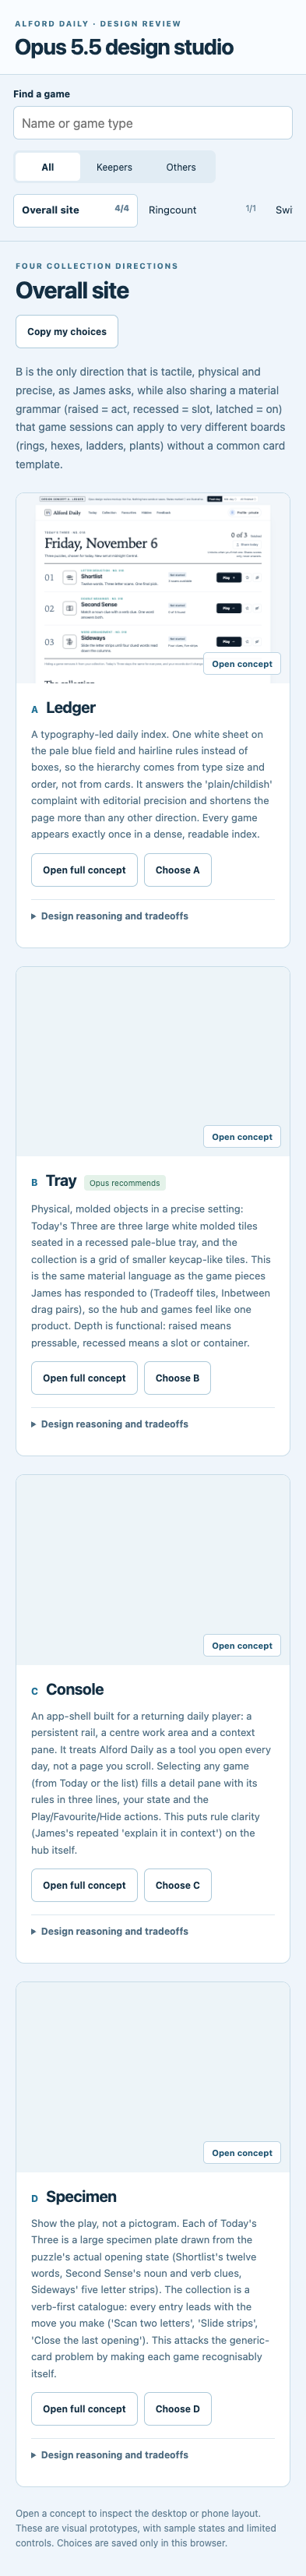 ALFORD DAILY · DESIGN REVIEW
Opus 5.5 design studio
Find a game
Name or game type
All Keepers Others
Overall site 4/4 Ringcount 1/1 Swi
FOUR COLLECTION DIRECTIONS
Overall site
Copy my choices
B is the only direction that is tactile, physical and
precise, as James asks, while also sharing a material
grammar (raised = act, recessed = slot, latched = on)
that game sessions can apply to very different boards
(rings, hexes, ladders, plants) without a common card
template.
Alford Daily Today Collection Favourites
Friday, November 6
0 of 3
01 Shortlist
Play
02 Second Sense
Play
03 Sideways
Play
Open concept
A Ledger
A typography-led daily index. One white sheet on
the pale blue field and hairline rules instead of
boxes, so the hierarchy comes from type size and
order, not from cards. It answers the 'plain/childish'
complaint with editorial precision and shortens the
page more than any other direction. Every game
appears exactly once in a dense, readable index.
Open full concept Choose A
Design reasoning and tradeoffs
Open concept
B Tray Opus recommends
Physical, molded objects in a precise setting:
Today's Three are three large white molded tiles
seated in a recessed pale-blue tray, and the
collection is a grid of smaller keycap-like tiles. This
is the same material language as the game pieces
James has responded to (Tradeoff tiles, Inbetween
drag pairs), so the hub and games feel like one
product. Depth is functional: raised means
pressable, recessed means a slot or container.
Open full concept Choose B
Design reasoning and tradeoffs
Open concept
C Console
An app-shell built for a returning daily player: a
persistent rail, a centre work area and a context
pane. It treats Alford Daily as a tool you open every
day, not a page you scroll. Selecting any game
(from Today or the list) fills a detail pane with its
rules in three lines, your state and the
Play/Favourite/Hide actions. This puts rule clarity
(James's repeated 'explain it in context') on the
hub itself.
Open full concept Choose C
Design reasoning and tradeoffs
Open concept
D Specimen
Show the play, not a pictogram. Each of Today's
Three is a large specimen plate drawn from the
puzzle's actual opening state (Shortlist's twelve
words, Second Sense's noun and verb clues,
Sideways' five letter strips). The collection is a
verb-first catalogue: every entry leads with the
move you make ('Scan two letters', 'Slide strips',
'Close the last opening'). This attacks the generic-
card problem by making each game recognisably
itself.
Open full concept Choose D
Design reasoning and tradeoffs
Open a concept to inspect the desktop or phone layout.
These are visual prototypes, with sample states and limited
controls. Choices are saved only in this browser.